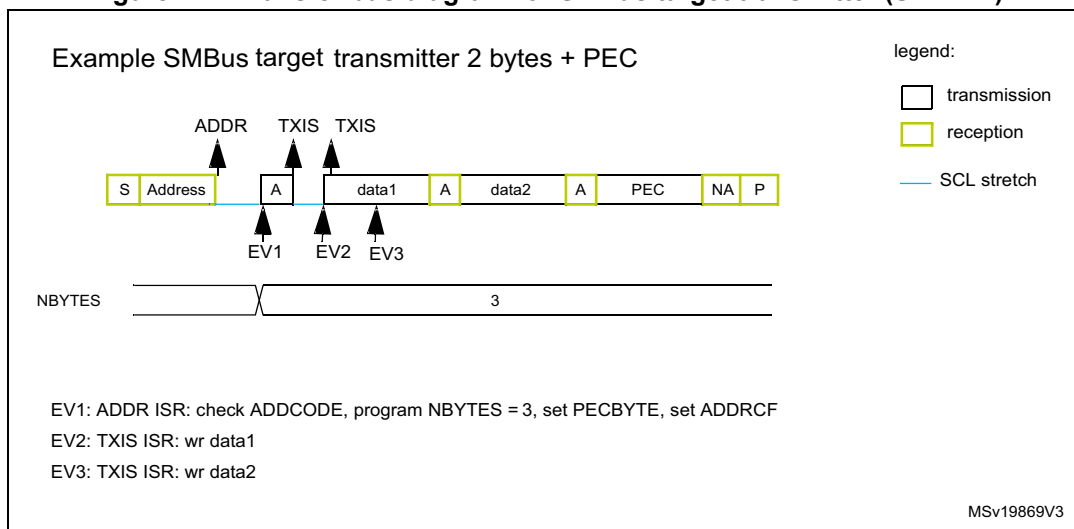 Example SMBus target transmitter 2 bytes + PEC
legend:
transmission
reception
SCL stretch
ADDR TXIS TXIS
S Address A data1 A data2 A PEC NA P
EV1 EV2 EV3
NBYTES 3
EV1: ADDR ISR: check ADDCODE, program NBYTES = 3, set PECBYTE, set ADDRCF
EV2: TXIS ISR: wr data1
EV3: TXIS ISR: wr data2
MSv19869V3